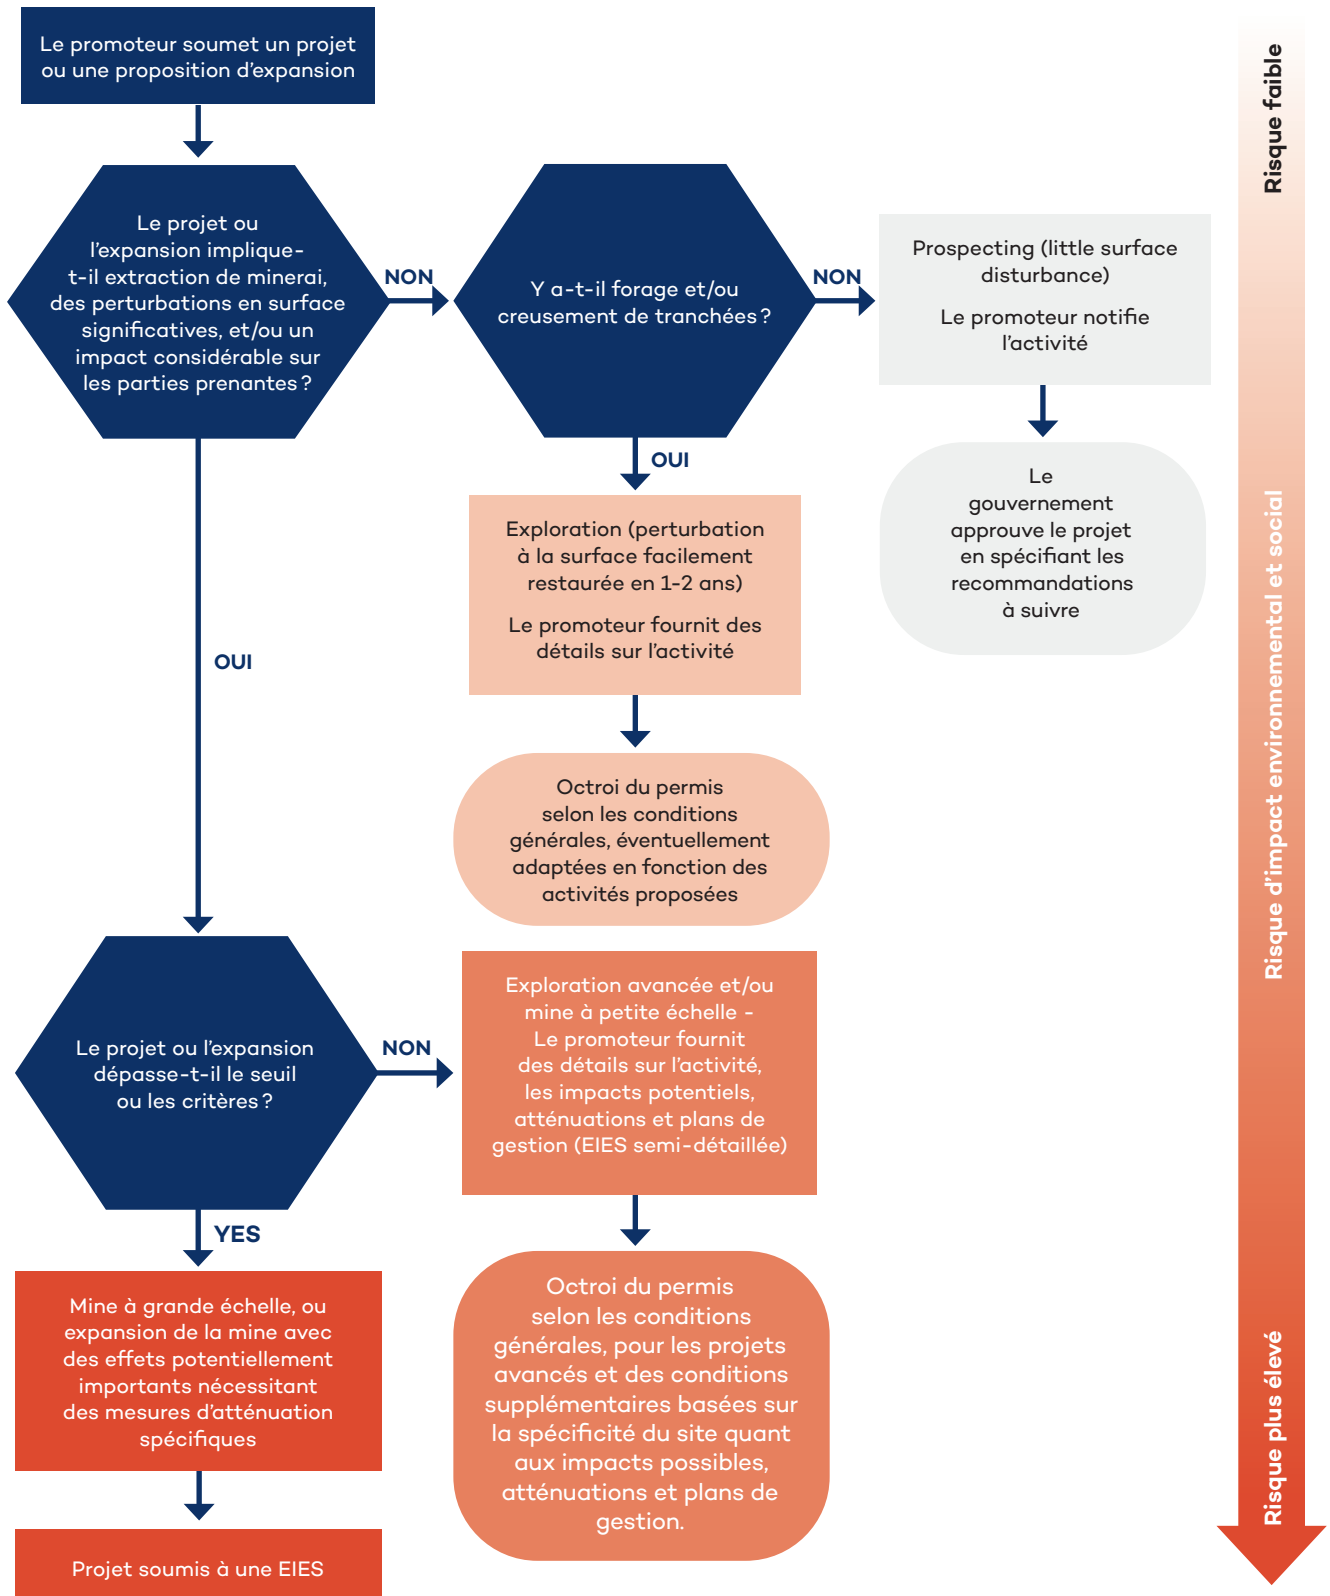 Le promoteur soumet un projet
ou une proposition d'expansion
Le projet ou
l'expansion implique-
t-il extraction de minerai,
des perturbations en surface
significatives, et/ou un
impact considérable sur
les parties prenantes ?
NON
Y a-t-il forage et/ou
creusement de tranchées ?
NON
Prospecting (little surface
disturbance)
Le promoteur notifie
l'activité
Le
gouvernement
approuve le projet
en spécifiant les
recommandations
à suivre
OUI
Exploration (perturbation
à la surface facilement
restaurée en 1-2 ans)
Le promoteur fournit des
détails sur l'activité
Octroi du permis
selon les conditions
générales, éventuellement
adaptées en fonction des
activités proposées
OUI
Le projet ou l'expansion
dépasse-t-il le seuil
ou les critères ?
NON
Exploration avancée et/ou
mine à petite échelle -
Le promoteur fournit
des détails sur l'activité,
les impacts potentiels,
atténuations et plans de
gestion (EIES semi-détaillée)
Octroi du permis
selon les conditions
générales, pour les projets
avancés et des conditions
supplémentaires basées sur
la spécificité du site quant
aux impacts possibles,
atténuations et plans de
gestion.
YES
Mine à grande échelle, ou
expansion de la mine avec
des effets potentiellement
importants nécessitant
des mesures d'atténuation
spécifiques
Projet soumis à une EIES
Risque faible
Risque d'impact environnemental et social
Risque plus élevé